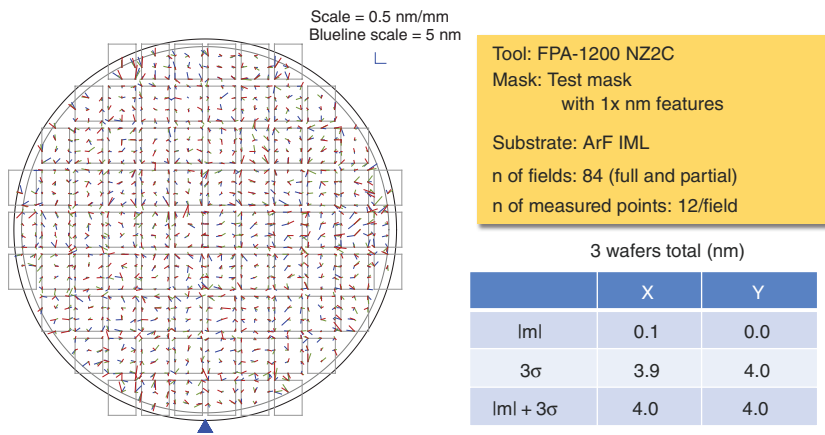 Scale = 0.5 nm/mm
Blueline scale = 5 nm
Tool: FPA-1200 NZ2C
Mask: Test mask
with 1x nm features
Substrate: ArF IML
n of fields: 84 (full and partial)
n of measured points: 12/field
3 wafers total (nm)
X Y
lml 0.1 0.0
3σ 3.9 4.0
lml + 3σ 4.0 4.0